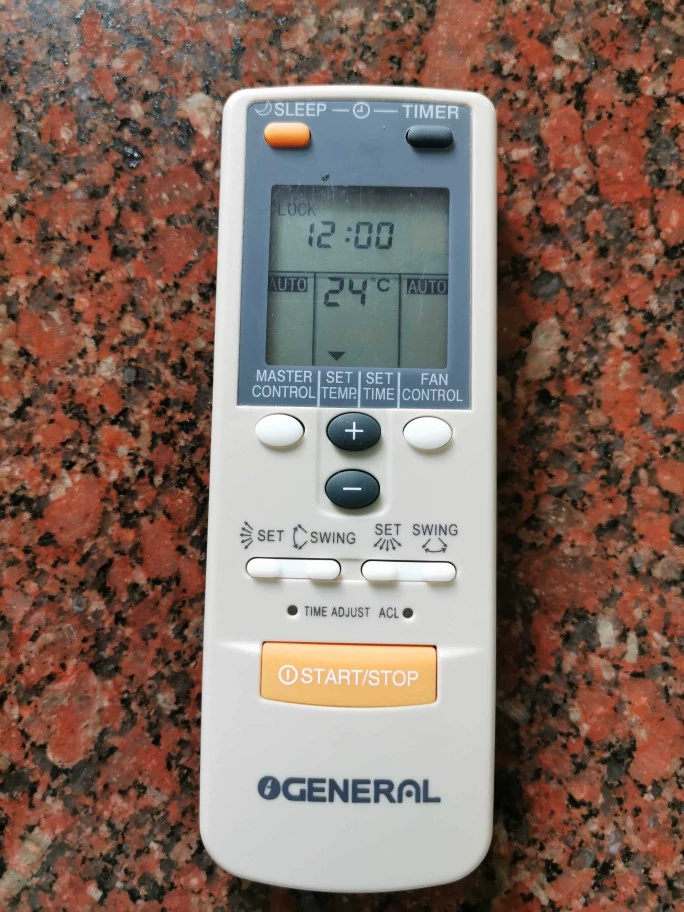 SLEEP TIMER
CLOCK
12:00
AUTO 24°C AUTO
MASTER CONTROL SET TEMP. SET TIME FAN CONTROL
+
−
SET SWING SET SWING
TIME ADJUST ACL
START/STOP
GENERAL